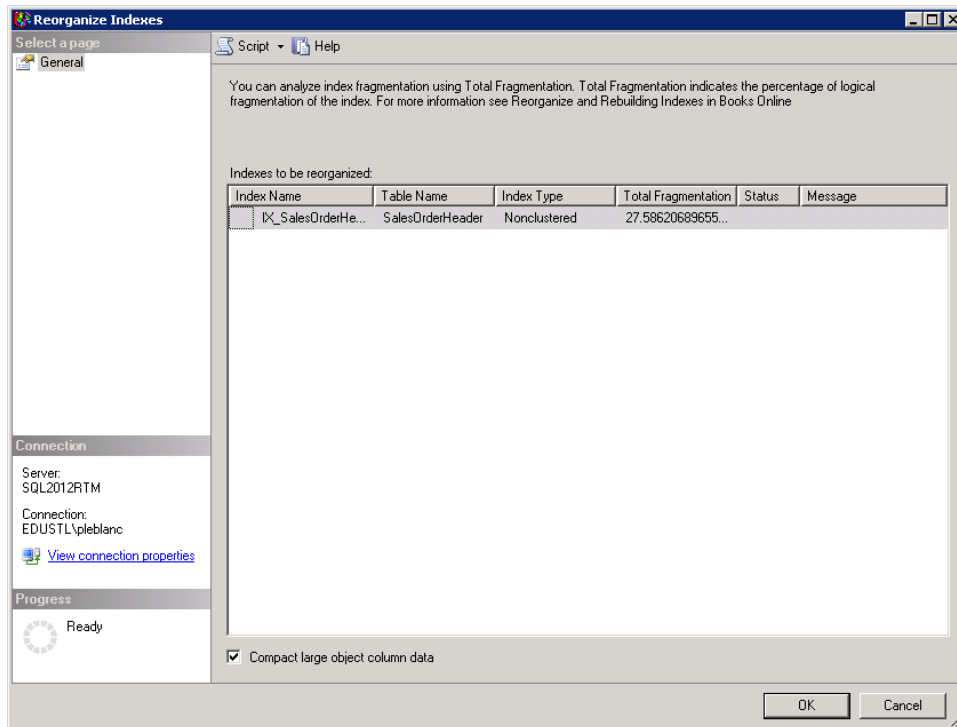 Reorganize Indexes
Select a page
General
Script
Help
You can analyze index fragmentation using Total Fragmentation. Total Fragmentation indicates the percentage of logical
fragmentation of the index. For more information see Reorganize and Rebuilding Indexes in Books Online
Indexes to be reorganized:
Index Name Table Name Index Type Total Fragmentation Status Message
IX_SalesOrderHe... SalesOrderHeader Nonclustered 27.58620689655...
Connection
Server:
SQL2012RTM
Connection:
EDUSTL\pleblanc
View connection properties
Progress
Ready
Compact large object column data
OK Cancel